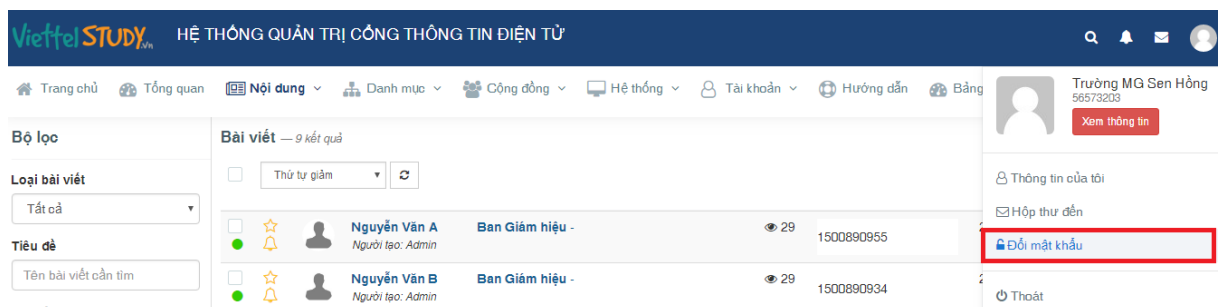 ViettelSTUDY.vn HỆ THỐNG QUẢN TRỊ CỔNG THÔNG TIN ĐIỆN TỬ
Trang chủ Tổng quan Nội dung Danh mục Cộng đồng Hệ thống Tài khoản Hướng dẫn Bảng
Trường MG Sen Hồng
56573203
Xem thông tin
Bộ lọc
Bài viết — 9 kết quả
Thứ tự giảm
Loại bài viết
Tất cả
Tiêu đề
Tên bài viết cần tìm
Nguyễn Văn A Ban Giám hiệu - 29 1500890955
Người tạo: Admin
Nguyễn Văn B Ban Giám hiệu - 29 1500890934
Người tạo: Admin
Thông tin của tôi
Hộp thư đến
Đổi mật khẩu
Thoát